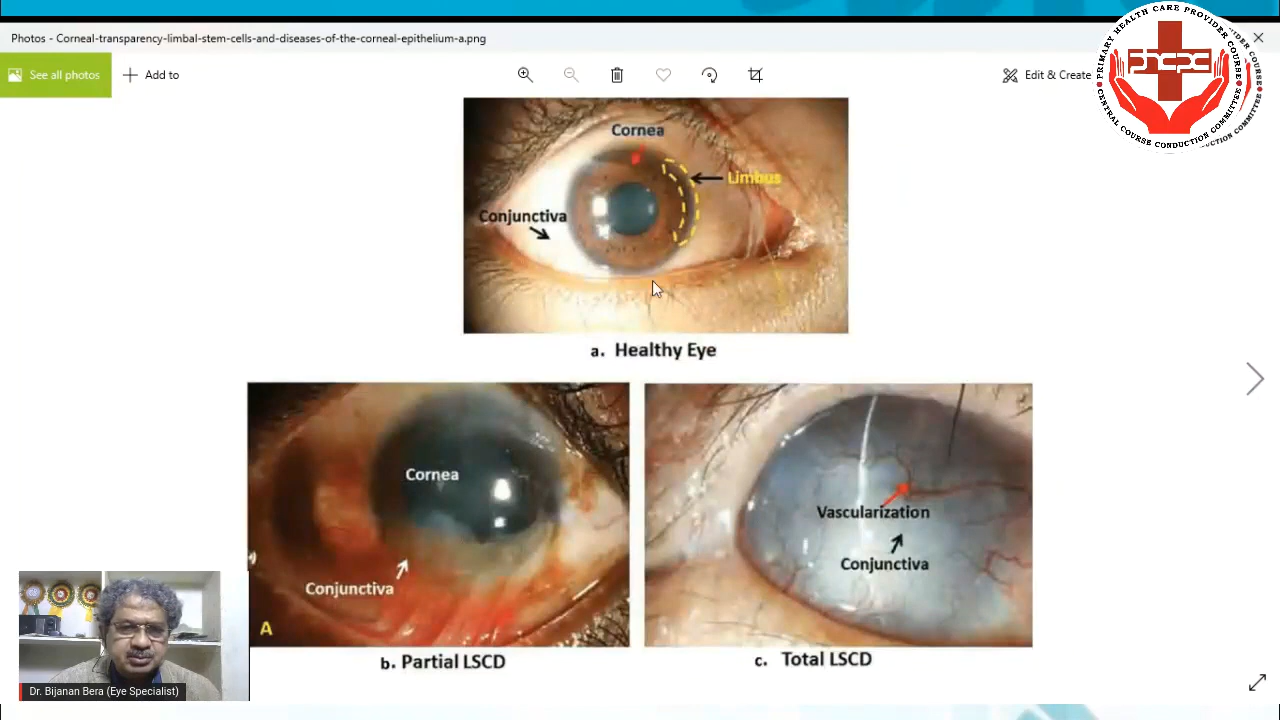 Photos - Corneal-transparency-limbal-stem-cells-and-diseases-of-the-corneal-epithelium-a.png
See all photos
Add to
Edit & Create
PRIMARY HEALTH CARE PROVIDER COURSE
CENTRAL COURSE CONDUCTION COMMITTEE
PHCPC
Cornea
Limbus
Conjunctiva
a. Healthy Eye
Cornea
Conjunctiva
A
b. Partial LSCD
Vascularization
Conjunctiva
c. Total LSCD
Dr. Bijanan Bera (Eye Specialist)